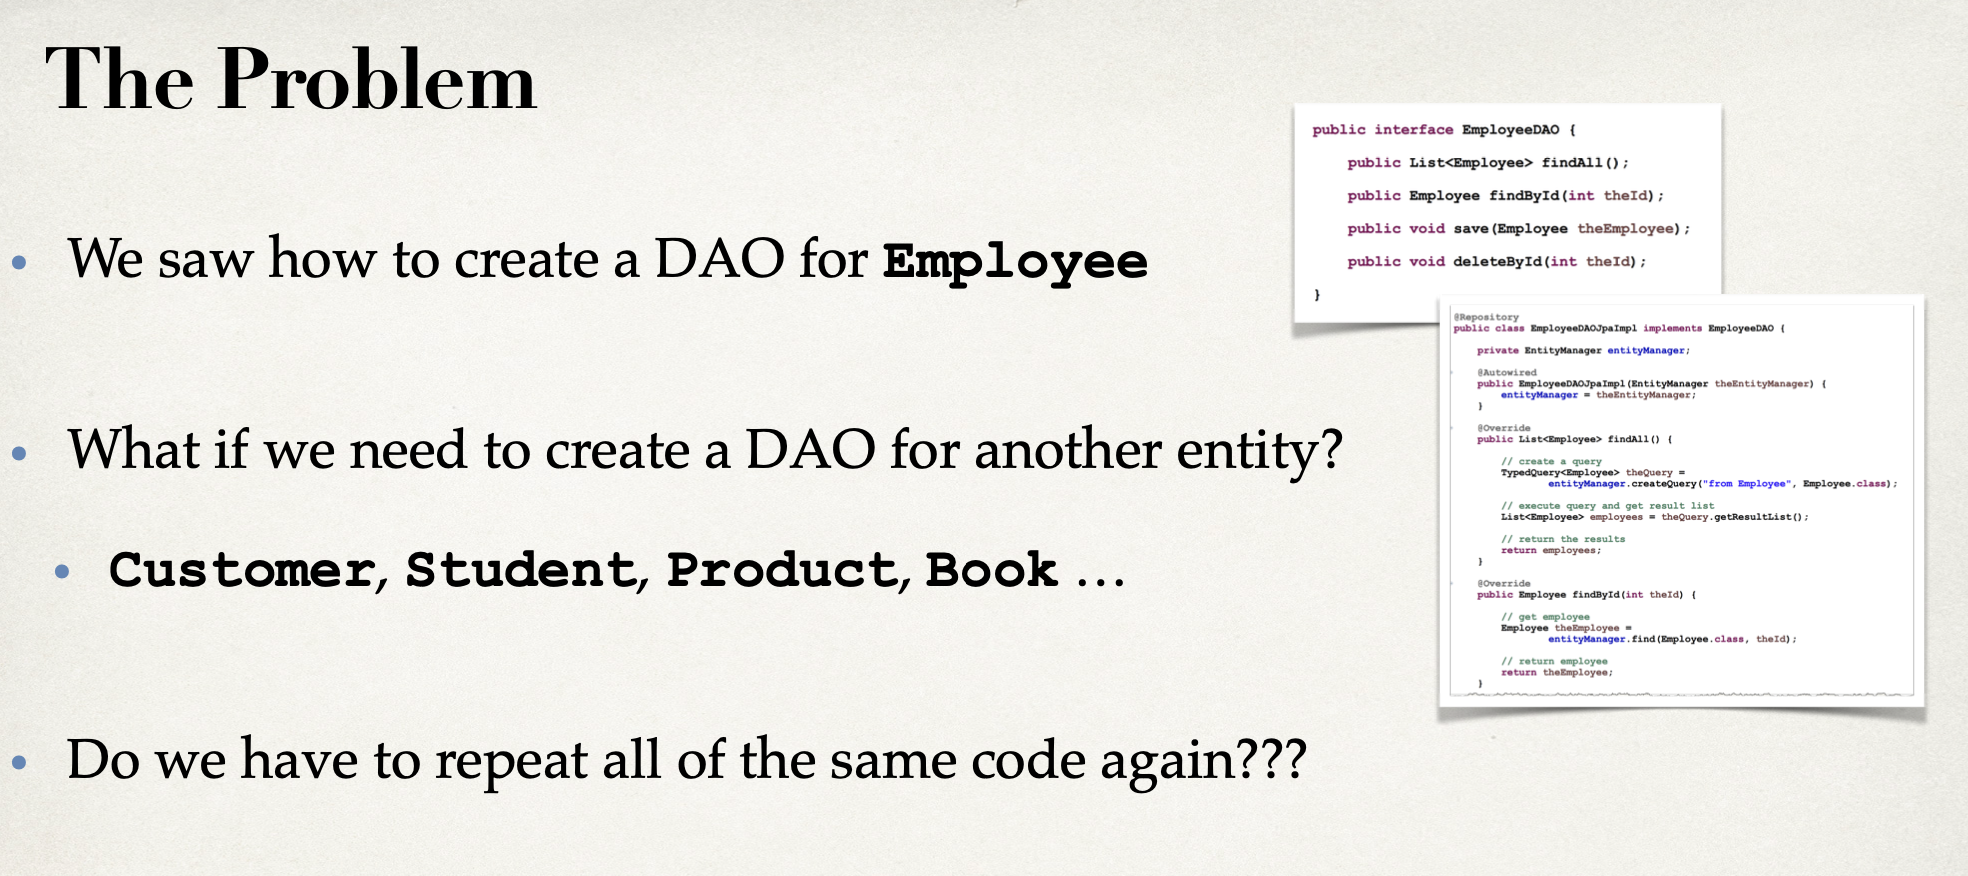 The Problem
• We saw how to create a DAO for Employee
• What if we need to create a DAO for another entity?
• Customer, Student, Product, Book ...
• Do we have to repeat all of the same code again???
public interface EmployeeDAO {
public List<Employee> findAll();
public Employee findById(int theId);
public void save(Employee theEmployee);
public void deleteById(int theId);
}
@Repository
public class EmployeeDAOJpaImpl implements EmployeeDAO {
private EntityManager entityManager;
@Autowired
public EmployeeDAOJpaImpl(EntityManager theEntityManager) {
entityManager = theEntityManager;
}
@Override
public List<Employee> findAll() {
// create a query
TypedQuery<Employee> theQuery =
entityManager.createQuery("from Employee", Employee.class);
// execute query and get result list
List<Employee> employees = theQuery.getResultList();
// return the results
return employees;
}
@Override
public Employee findById(int theId) {
// get employee
Employee theEmployee =
entityManager.find(Employee.class, theId);
// return employee
return theEmployee;
}